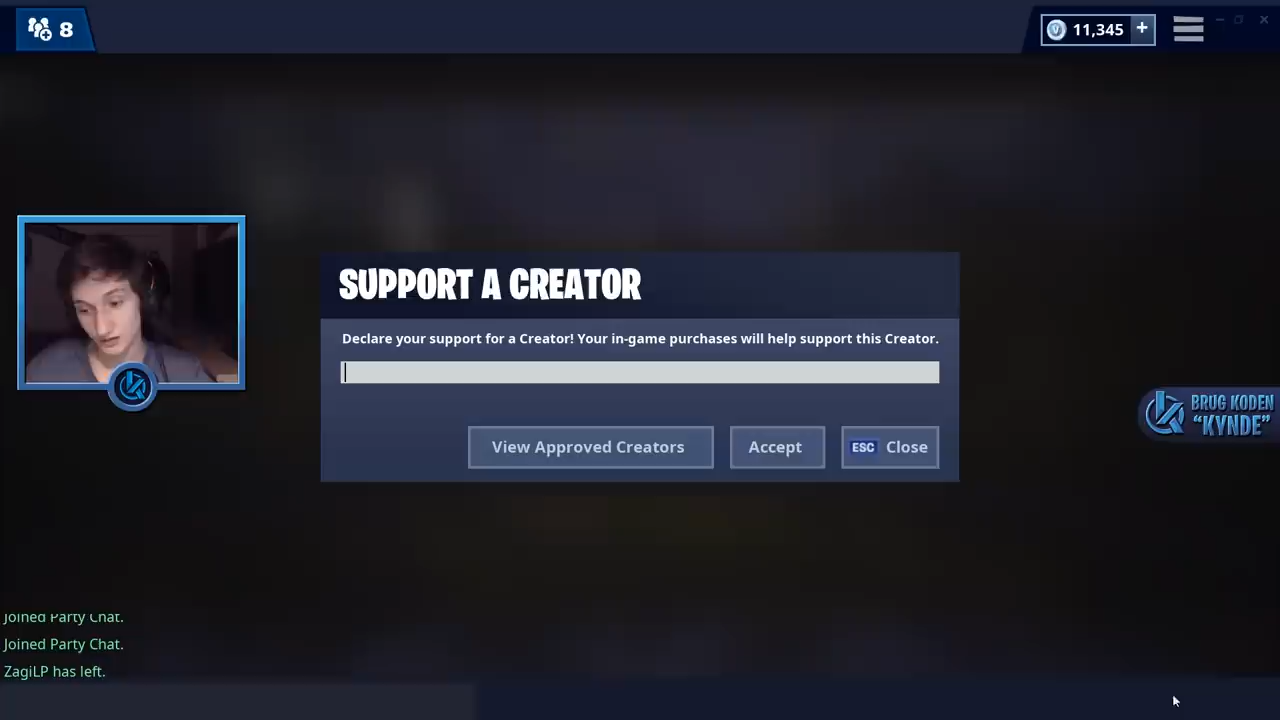 8
11,345 +
SUPPORT A CREATOR
Declare your support for a Creator! Your in-game purchases will help support this Creator.
View Approved Creators
Accept
ESC Close
BRUG KODEN
“KYNDE”
Joined Party Chat.
Joined Party Chat.
ZagiLP has left.